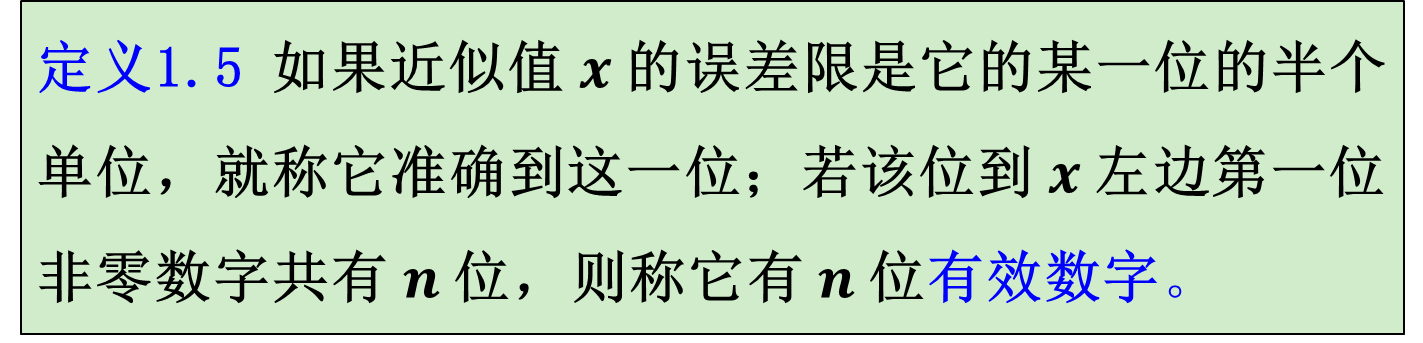 定义1.5 如果近似值 x 的误差限是它的某一位的半个
单位，就称它准确到这一位；若该位到 x 左边第一位
非零数字共有 n 位，则称它有 n 位有效数字。